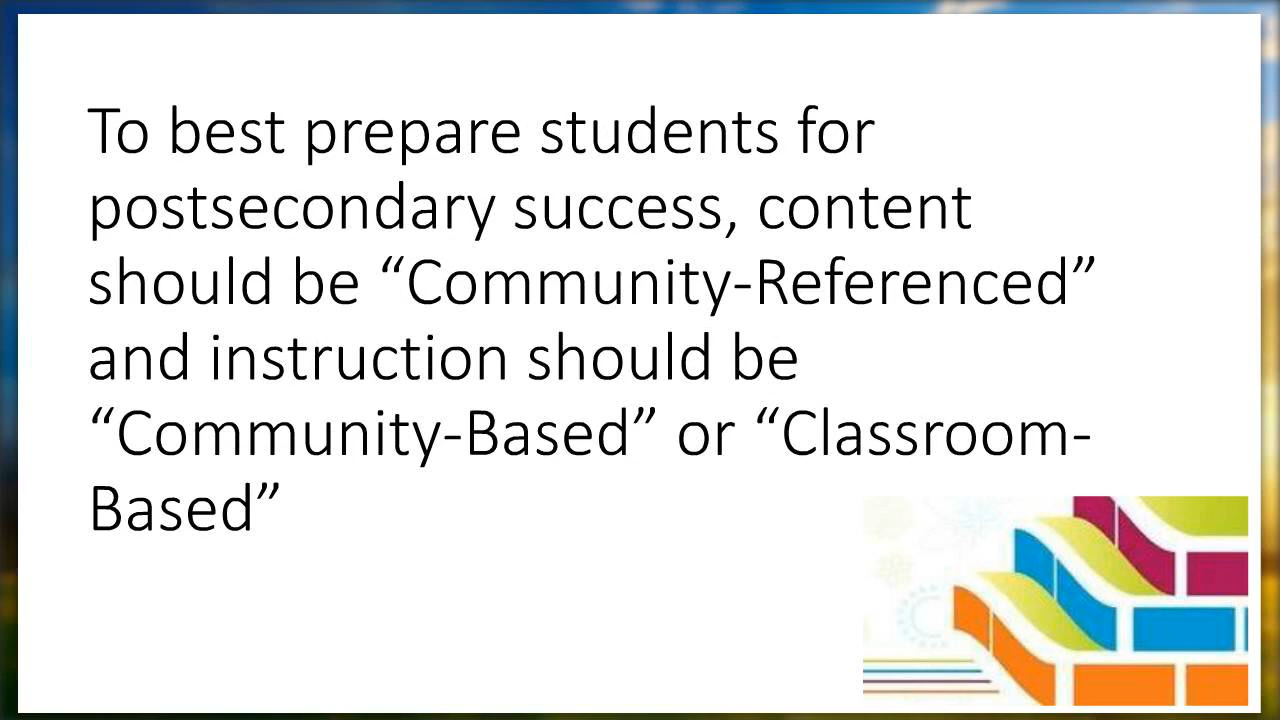 To best prepare students for
postsecondary success, content
should be “Community-Referenced”
and instruction should be
“Community-Based” or “Classroom-
Based”